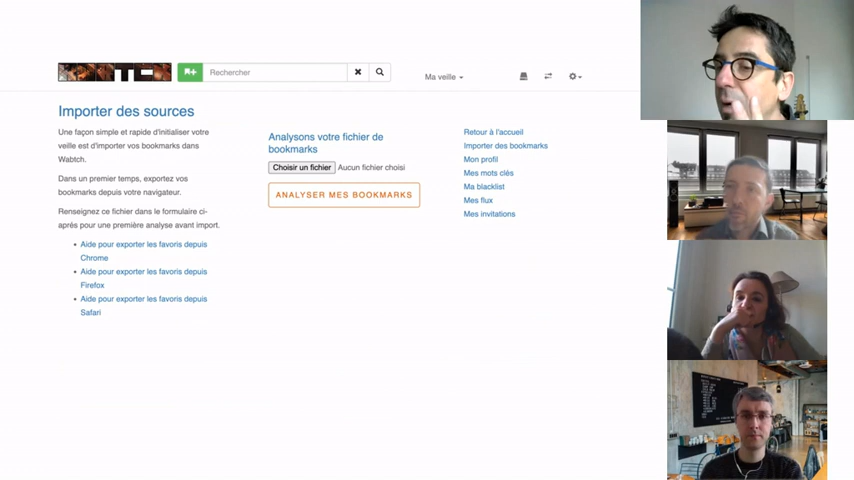 Rechercher
Ma veille
Importer des sources
Une façon simple et rapide d'initialiser votre
veille est d'importer vos bookmarks dans
Wabtch.
Dans un premier temps, exportez vos
bookmarks depuis votre navigateur.
Renseignez ce fichier dans le formulaire ci-
après pour une première analyse avant import.
Aide pour exporter les favoris depuis
Chrome
Aide pour exporter les favoris depuis
Firefox
Aide pour exporter les favoris depuis
Safari
Analysons votre fichier de
bookmarks
Choisir un fichier Aucun fichier choisi
ANALYSER MES BOOKMARKS
Retour à l'accueil
Importer des bookmarks
Mon profil
Mes mots clés
Ma blacklist
Mes flux
Mes invitations